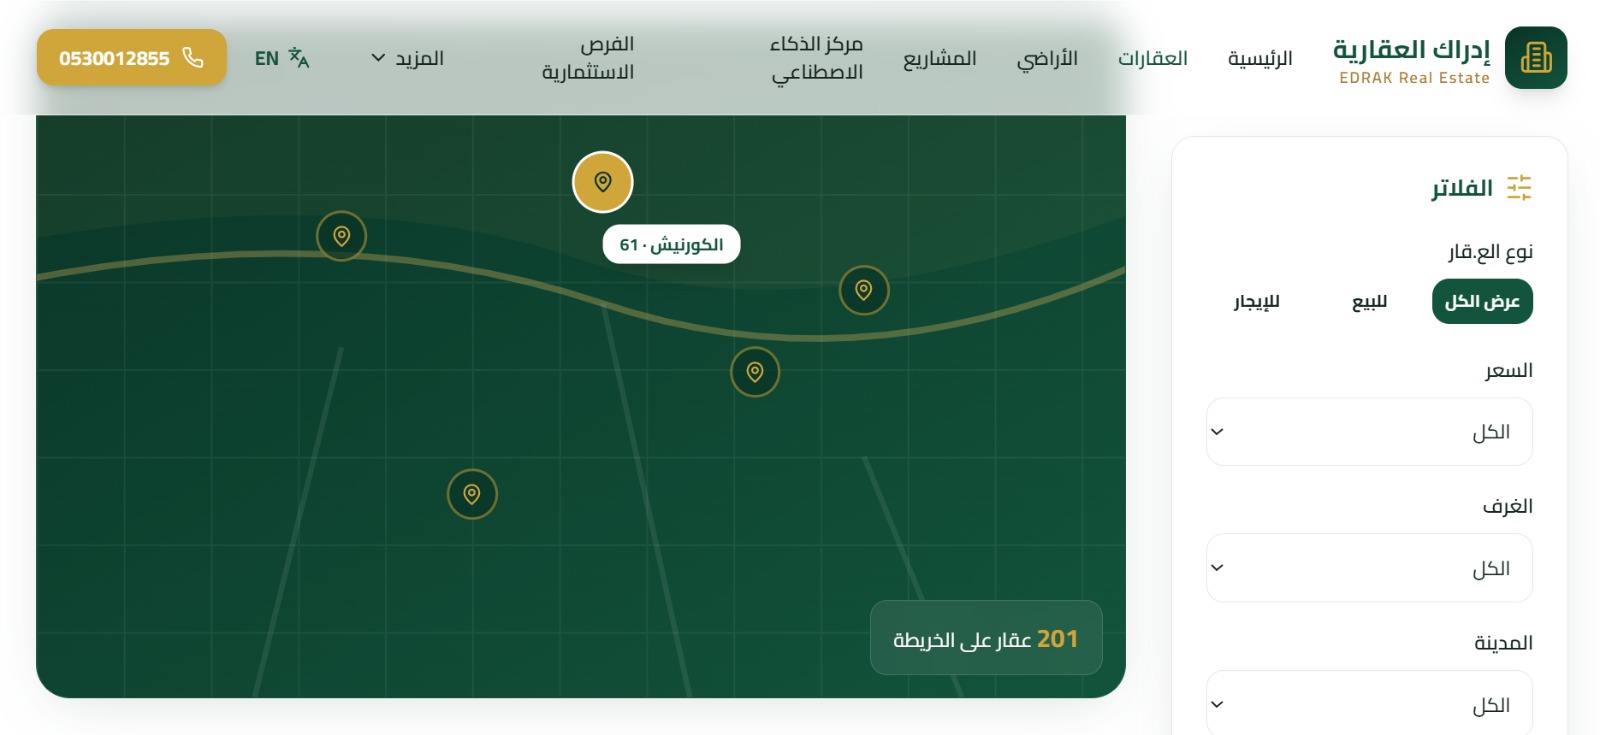 إدراك العقارية
EDRAK Real Estate
الرئيسية
العقارات
الأراضي
المشاريع
مركز الذكاء
الاصطناعي
الفرص
الاستثمارية
المزيد
EN
0530012855
الفلاتر
نوع الع.قار
عرض الكل
للبيع
للإيجار
السعر
الكل
الغرف
الكل
المدينة
الكل
الكورنيش · 61
201 عقار على الخريطة